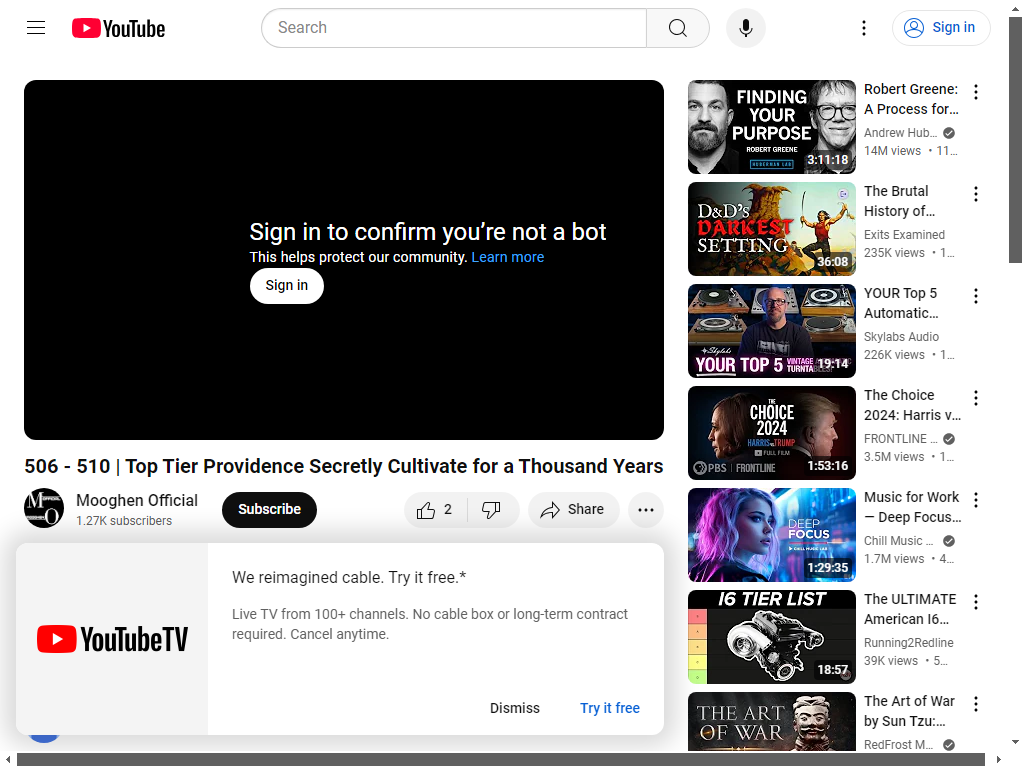 YouTube
Search
Sign in
Sign in to confirm you’re not a bot
This helps protect our community. Learn more
Sign in
506 - 510 | Top Tier Providence Secretly Cultivate for a Thousand Years
Mooghen Official
1.27K subscribers
Subscribe
2
Share
YouTubeTV
We reimagined cable. Try it free.*
Live TV from 100+ channels. No cable box or long-term contract
required. Cancel anytime.
Dismiss
Try it free
FINDING
YOUR
PURPOSE
ROBERT GREENE
HUBERMAN LAB
3:11:18
Robert Greene:
A Process for…
Andrew Hub…
14M views • 11…
D&D's
DARKEST
SETTING
36:08
The Brutal
History of…
Exits Examined
235K views • 1…
Skylabs
YOUR TOP 5
VINTAGE
19:14
YOUR Top 5
Automatic…
Skylabs Audio
226K views • 1…
THE
CHOICE
2024
HARRIS vs TRUMP
FULL FILM
PBS | FRONTLINE
1:53:16
The Choice
2024: Harris v…
FRONTLINE …
3.5M views • 1…
DEEP
FOCUS
CHILL MUSIC LAB
1:29:35
Music for Work
— Deep Focus…
Chill Music …
1.7M views • 4…
I6 TIER LIST
18:57
The ULTIMATE
American I6…
Running2Redline
39K views • 5…
THE ART
OF WAR
The Art of War
by Sun Tzu:…
RedFrost M…